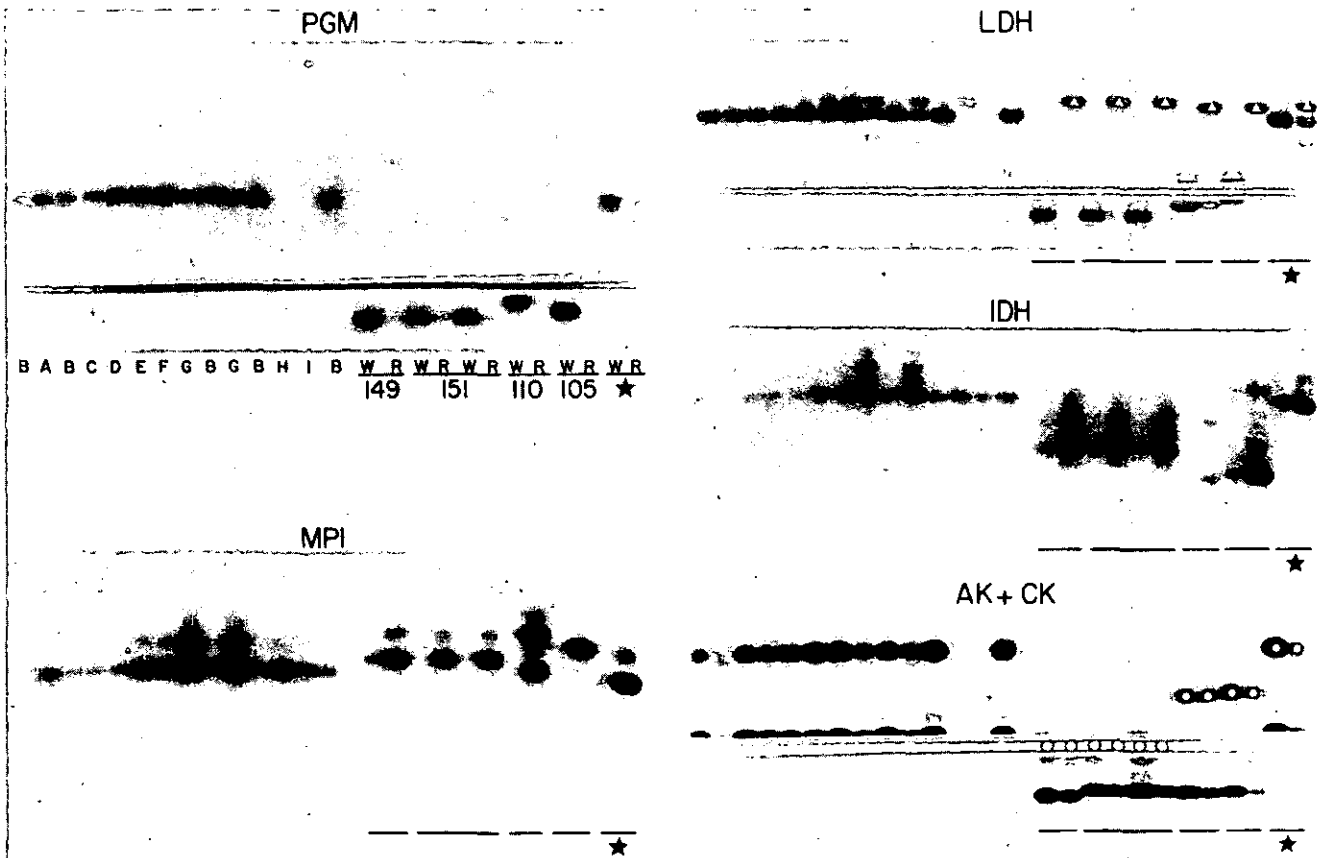 PGM
B A B C D E F G B G B H I B W R W R W R W R W R W R
149 151 110 105 ★
MPI
★
LDH
★
IDH
★
AK + CK
★